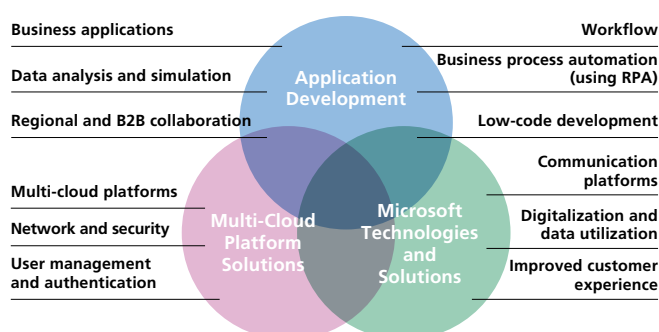 Business applications
Data analysis and simulation
Regional and B2B collaboration
Application
Development
Workflow
Business process automation
(using RPA)
Low-code development
Multi-cloud platforms
Network and security
User management
and authentication
Multi-Cloud
Platform
Solutions
Microsoft
Technologies
and
Solutions
Communication
platforms
Digitalization and
data utilization
Improved customer
experience